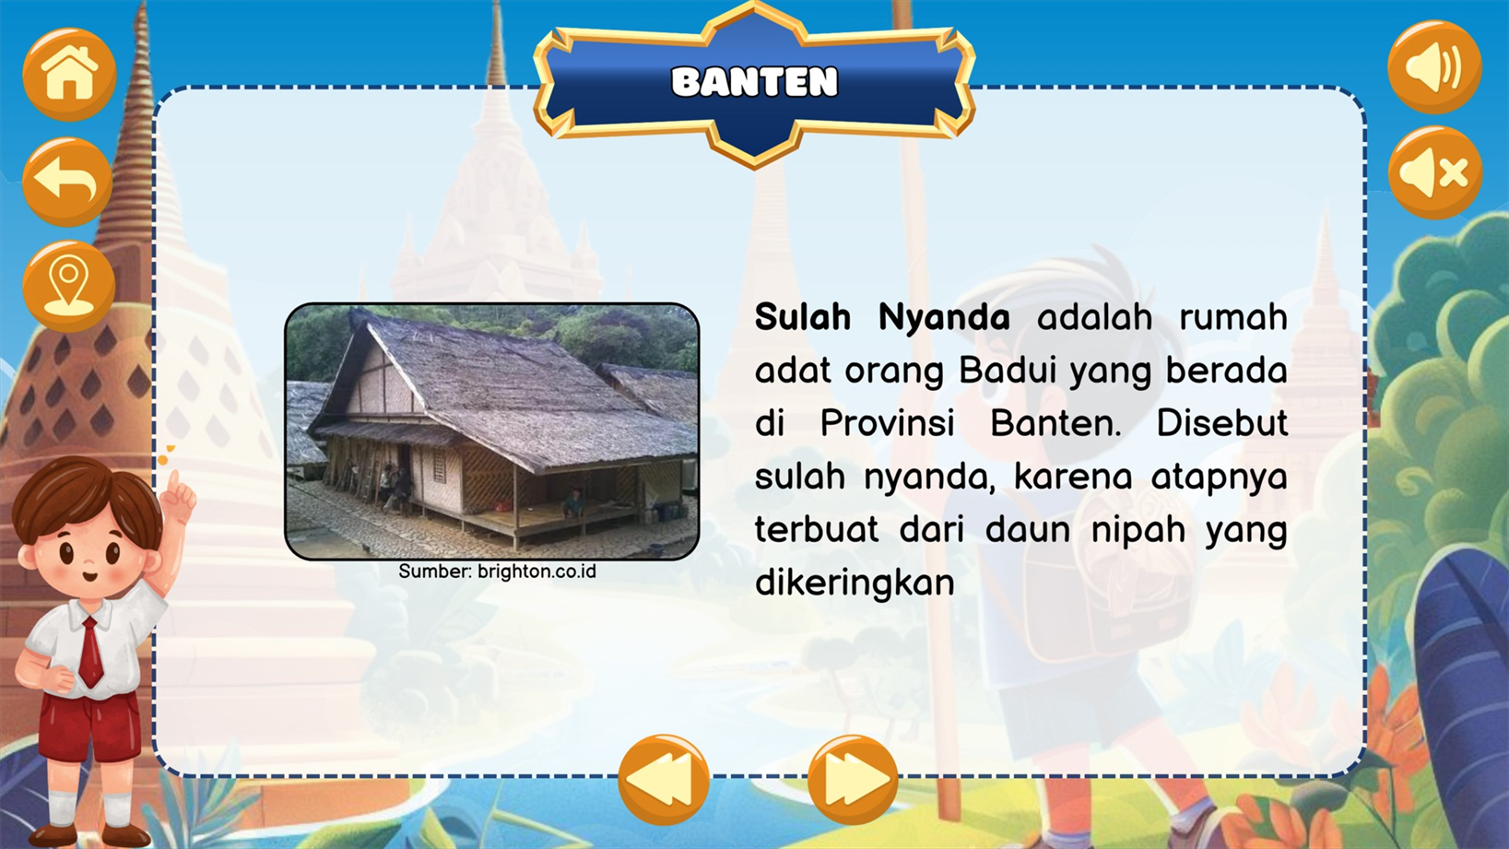 BANTEN
Sulah Nyanda adalah rumah
adat orang Badui yang berada
di Provinsi Banten. Disebut
sulah nyanda, karena atapnya
terbuat dari daun nipah yang
dikeringkan
Sumber: brighton.co.id